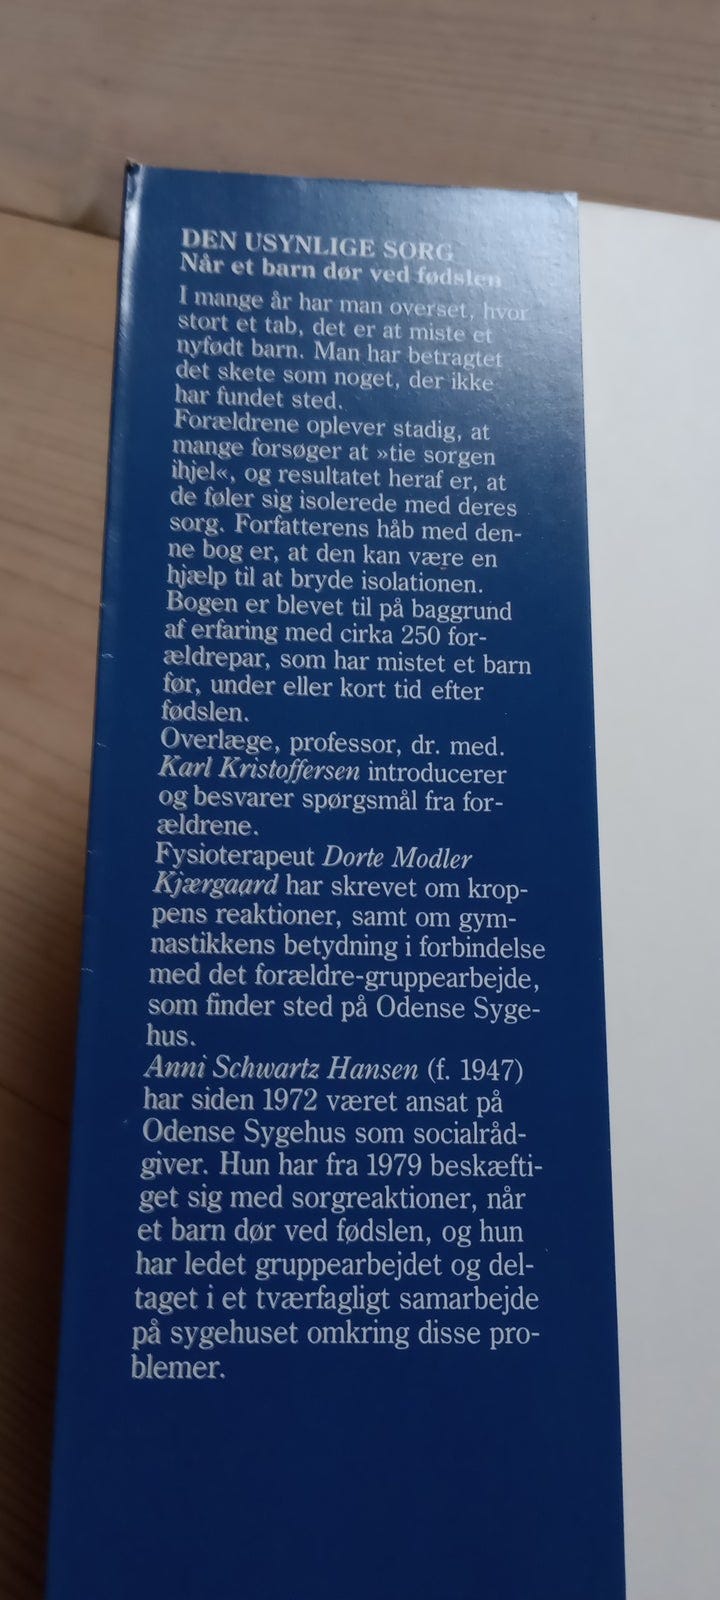 DEN USYNLIGE SORG
Når et barn dør ved fødslen
I mange år har man overset, hvor
stort et tab, det er at miste et
nyfødt barn. Man har betragtet
det skete som noget, der ikke
har fundet sted.
Forældrene oplever stadig, at
mange forsøger at »tie sorgen
ihjel«, og resultatet heraf er, at
de føler sig isolerede med deres
sorg. Forfatterens håb med den-
ne bog er, at den kan være en
hjælp til at bryde isolationen.
Bogen er blevet til på baggrund
af erfaring med cirka 250 for-
ældrepar, som har mistet et barn
før, under eller kort tid efter
fødslen.
Overlæge, professor, dr. med.
Karl Kristoffersen introducerer
og besvarer spørgsmål fra for-
ældrene.
Fysioterapeut Dorte Modler
Kjærgaard har skrevet om krop-
pens reaktioner, samt om gym-
nastikkens betydning i forbindelse
med det forældre-gruppearbejde,
som finder sted på Odense Syge-
hus.
Anni Schwartz Hansen (f. 1947)
har siden 1972 været ansat på
Odense Sygehus som socialråd-
giver. Hun har fra 1979 beskæfti-
get sig med sorgreaktioner, når
et barn dør ved fødslen, og hun
har ledet gruppearbejdet og del-
taget i et tværfagligt samarbejde
på sygehuset omkring disse pro-
blemer.